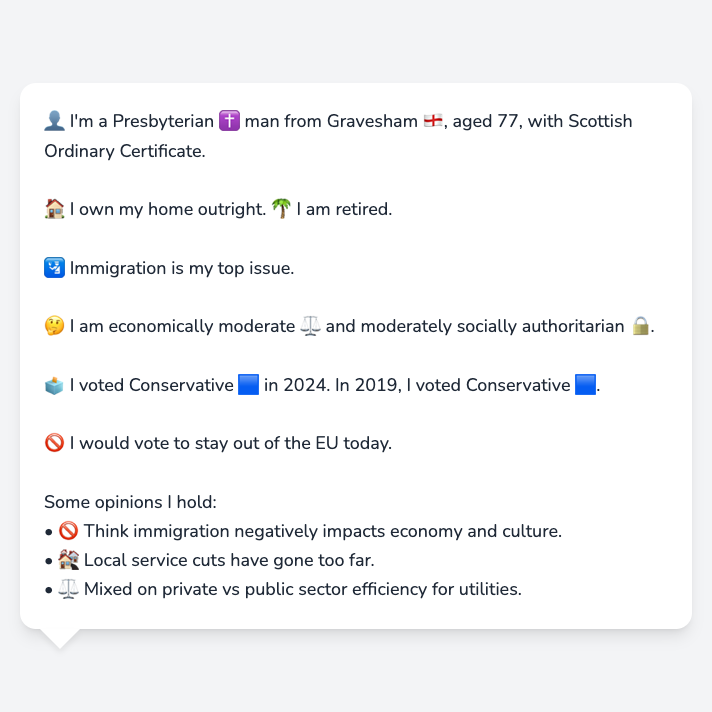 👤 I'm a Presbyterian ✝️ man from Gravesham 🏴󠁧󠁢󠁥󠁮󠁧󠁿, aged 77, with Scottish
Ordinary Certificate.
🏠 I own my home outright. 🌴 I am retired.
🛂 Immigration is my top issue.
🤔 I am economically moderate ⚖️ and moderately socially authoritarian 🔒.
🗳️ I voted Conservative 🟦 in 2024. In 2019, I voted Conservative 🟦.
🚫 I would vote to stay out of the EU today.
Some opinions I hold:
• 🚫 Think immigration negatively impacts economy and culture.
• 🏚️ Local service cuts have gone too far.
• ⚖️ Mixed on private vs public sector efficiency for utilities.